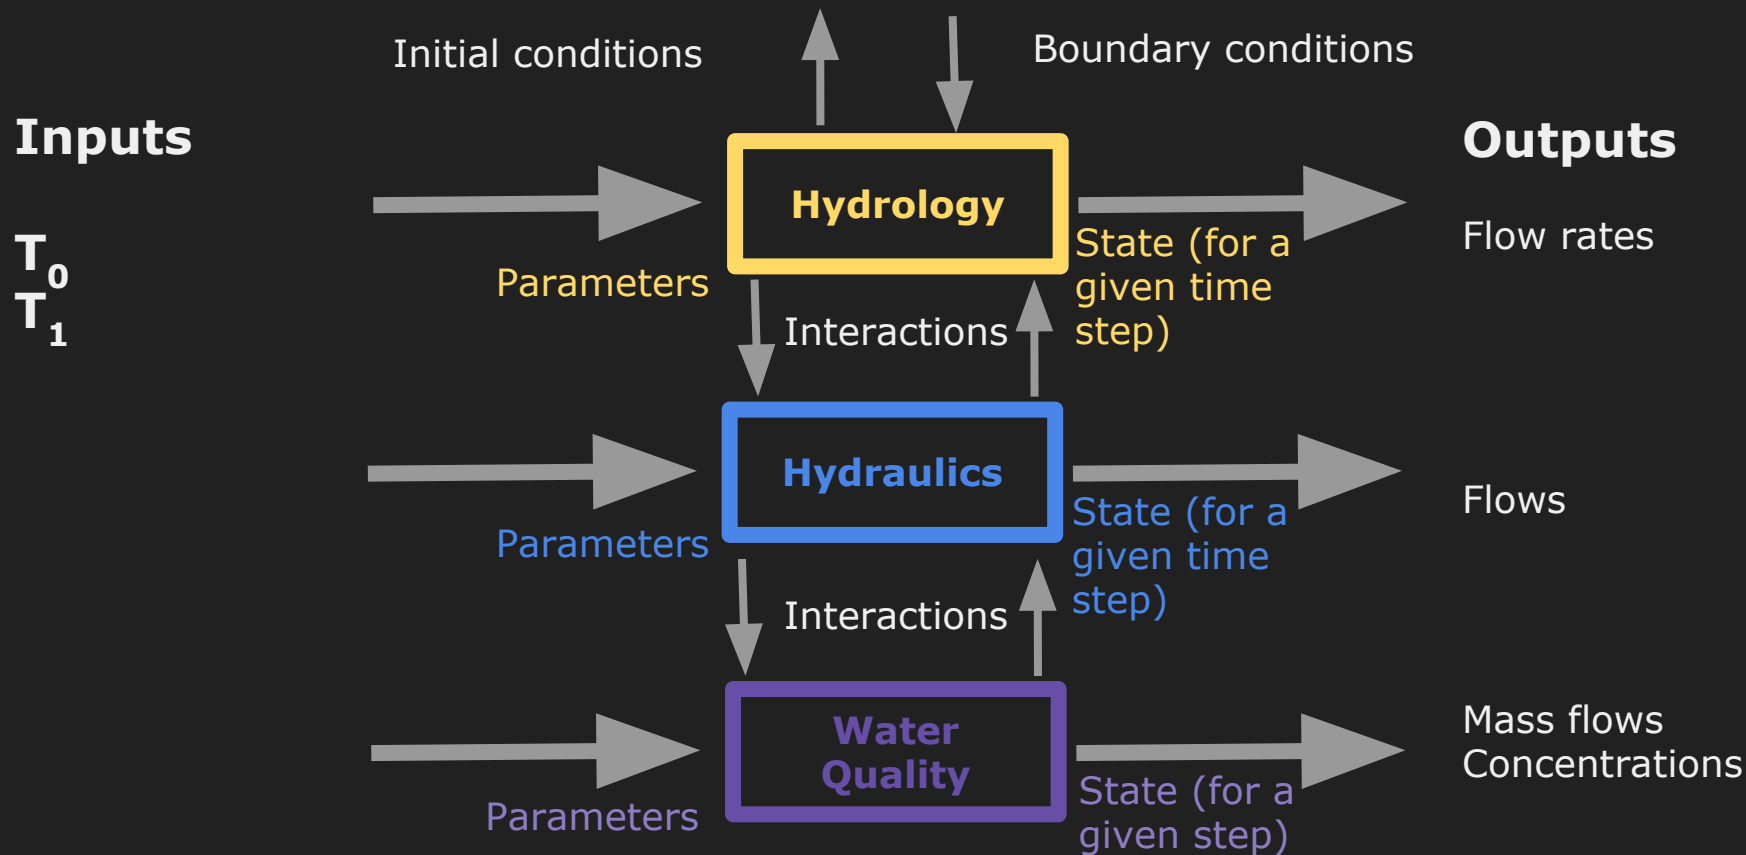 Initial conditions
Boundary conditions
Inputs
Outputs
Hydrology
Flow rates
T0
T1
Parameters
State (for a
given time
step)
Interactions
Hydraulics
Flows
Parameters
State (for a
given time
step)
Interactions
Water
Quality
Mass flows
Concentrations
Parameters
State (for a
given step)